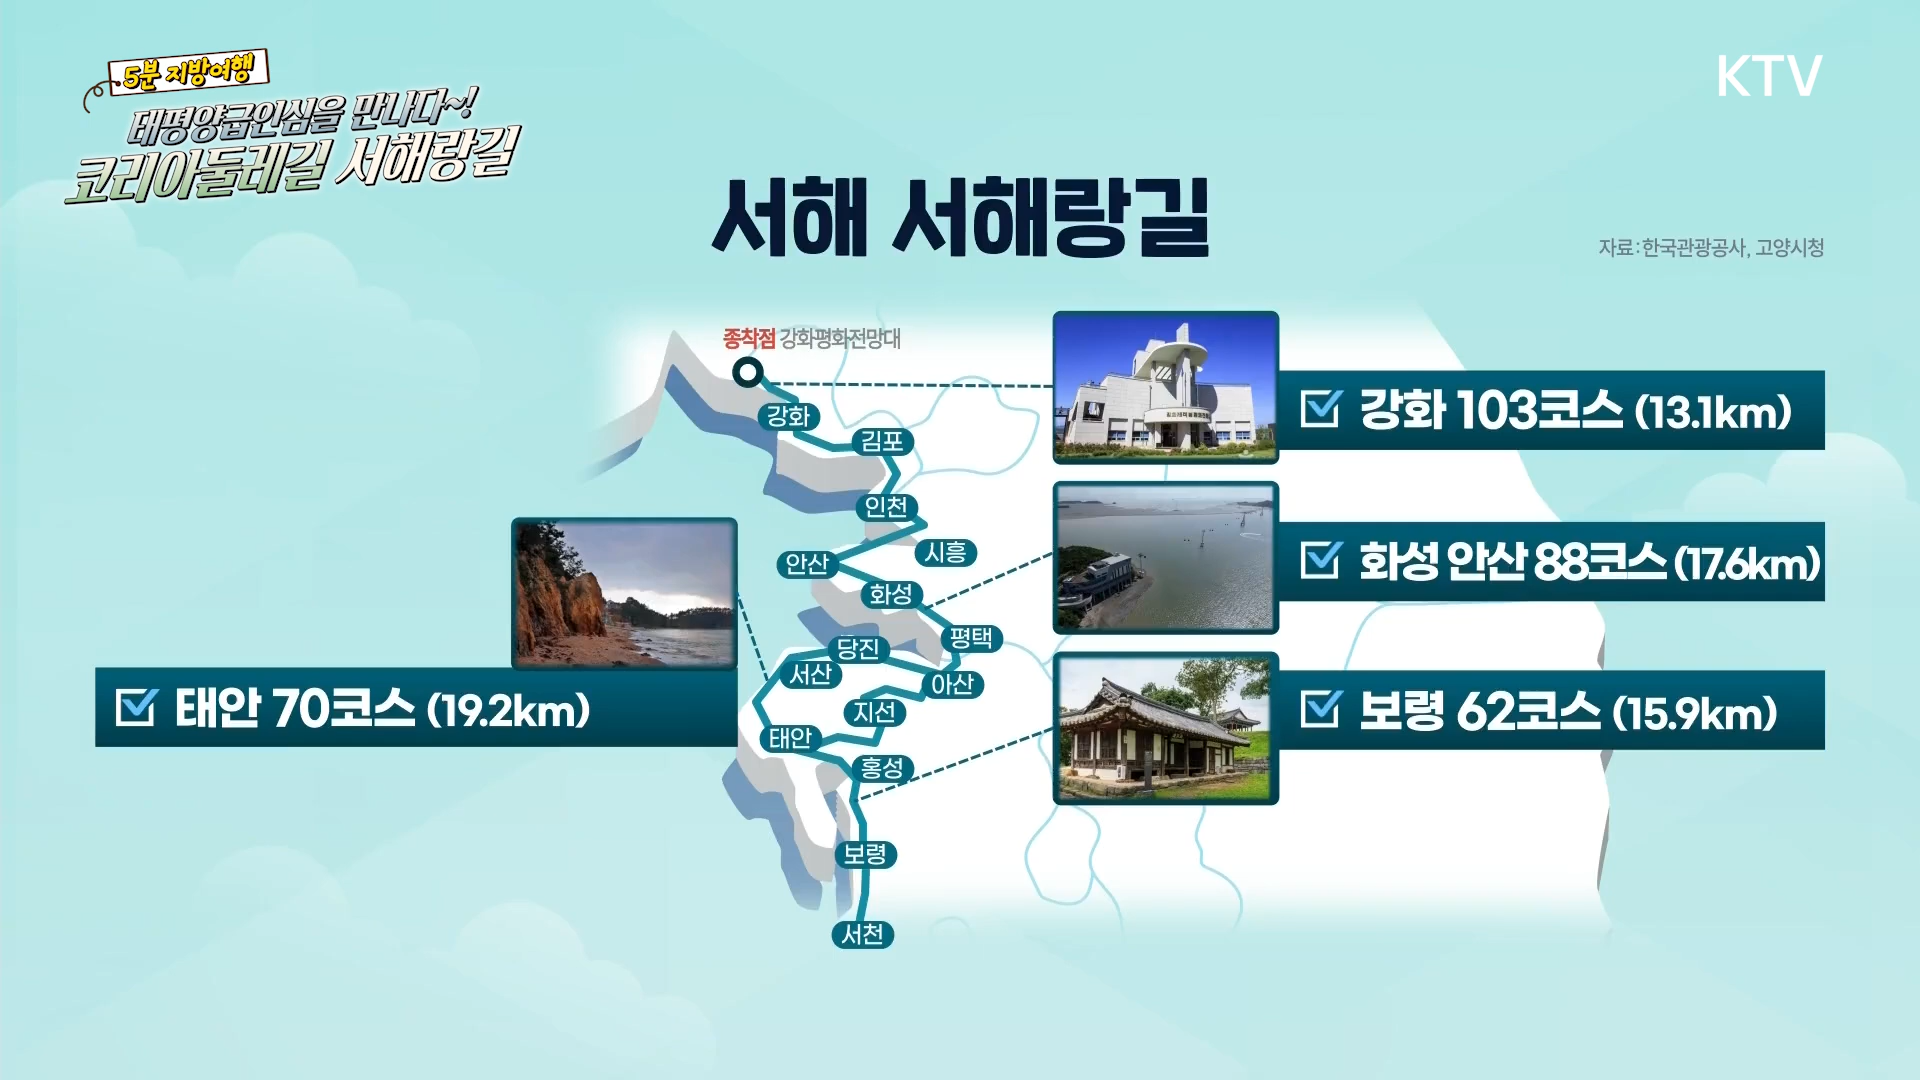 5분 지방여행
태평양급인심을 만나다~!
코리아둘레길 서해랑길
KTV
서해 서해랑길
자료:한국관광공사, 고양시청
종착점 강화평화전망대
강화
김포
인천
시흥
안산
화성
평택
당진
서산
아산
지선
태안
홍성
보령
서천
강화 103코스 (13.1km)
화성 안산 88코스 (17.6km)
태안 70코스 (19.2km)
보령 62코스 (15.9km)